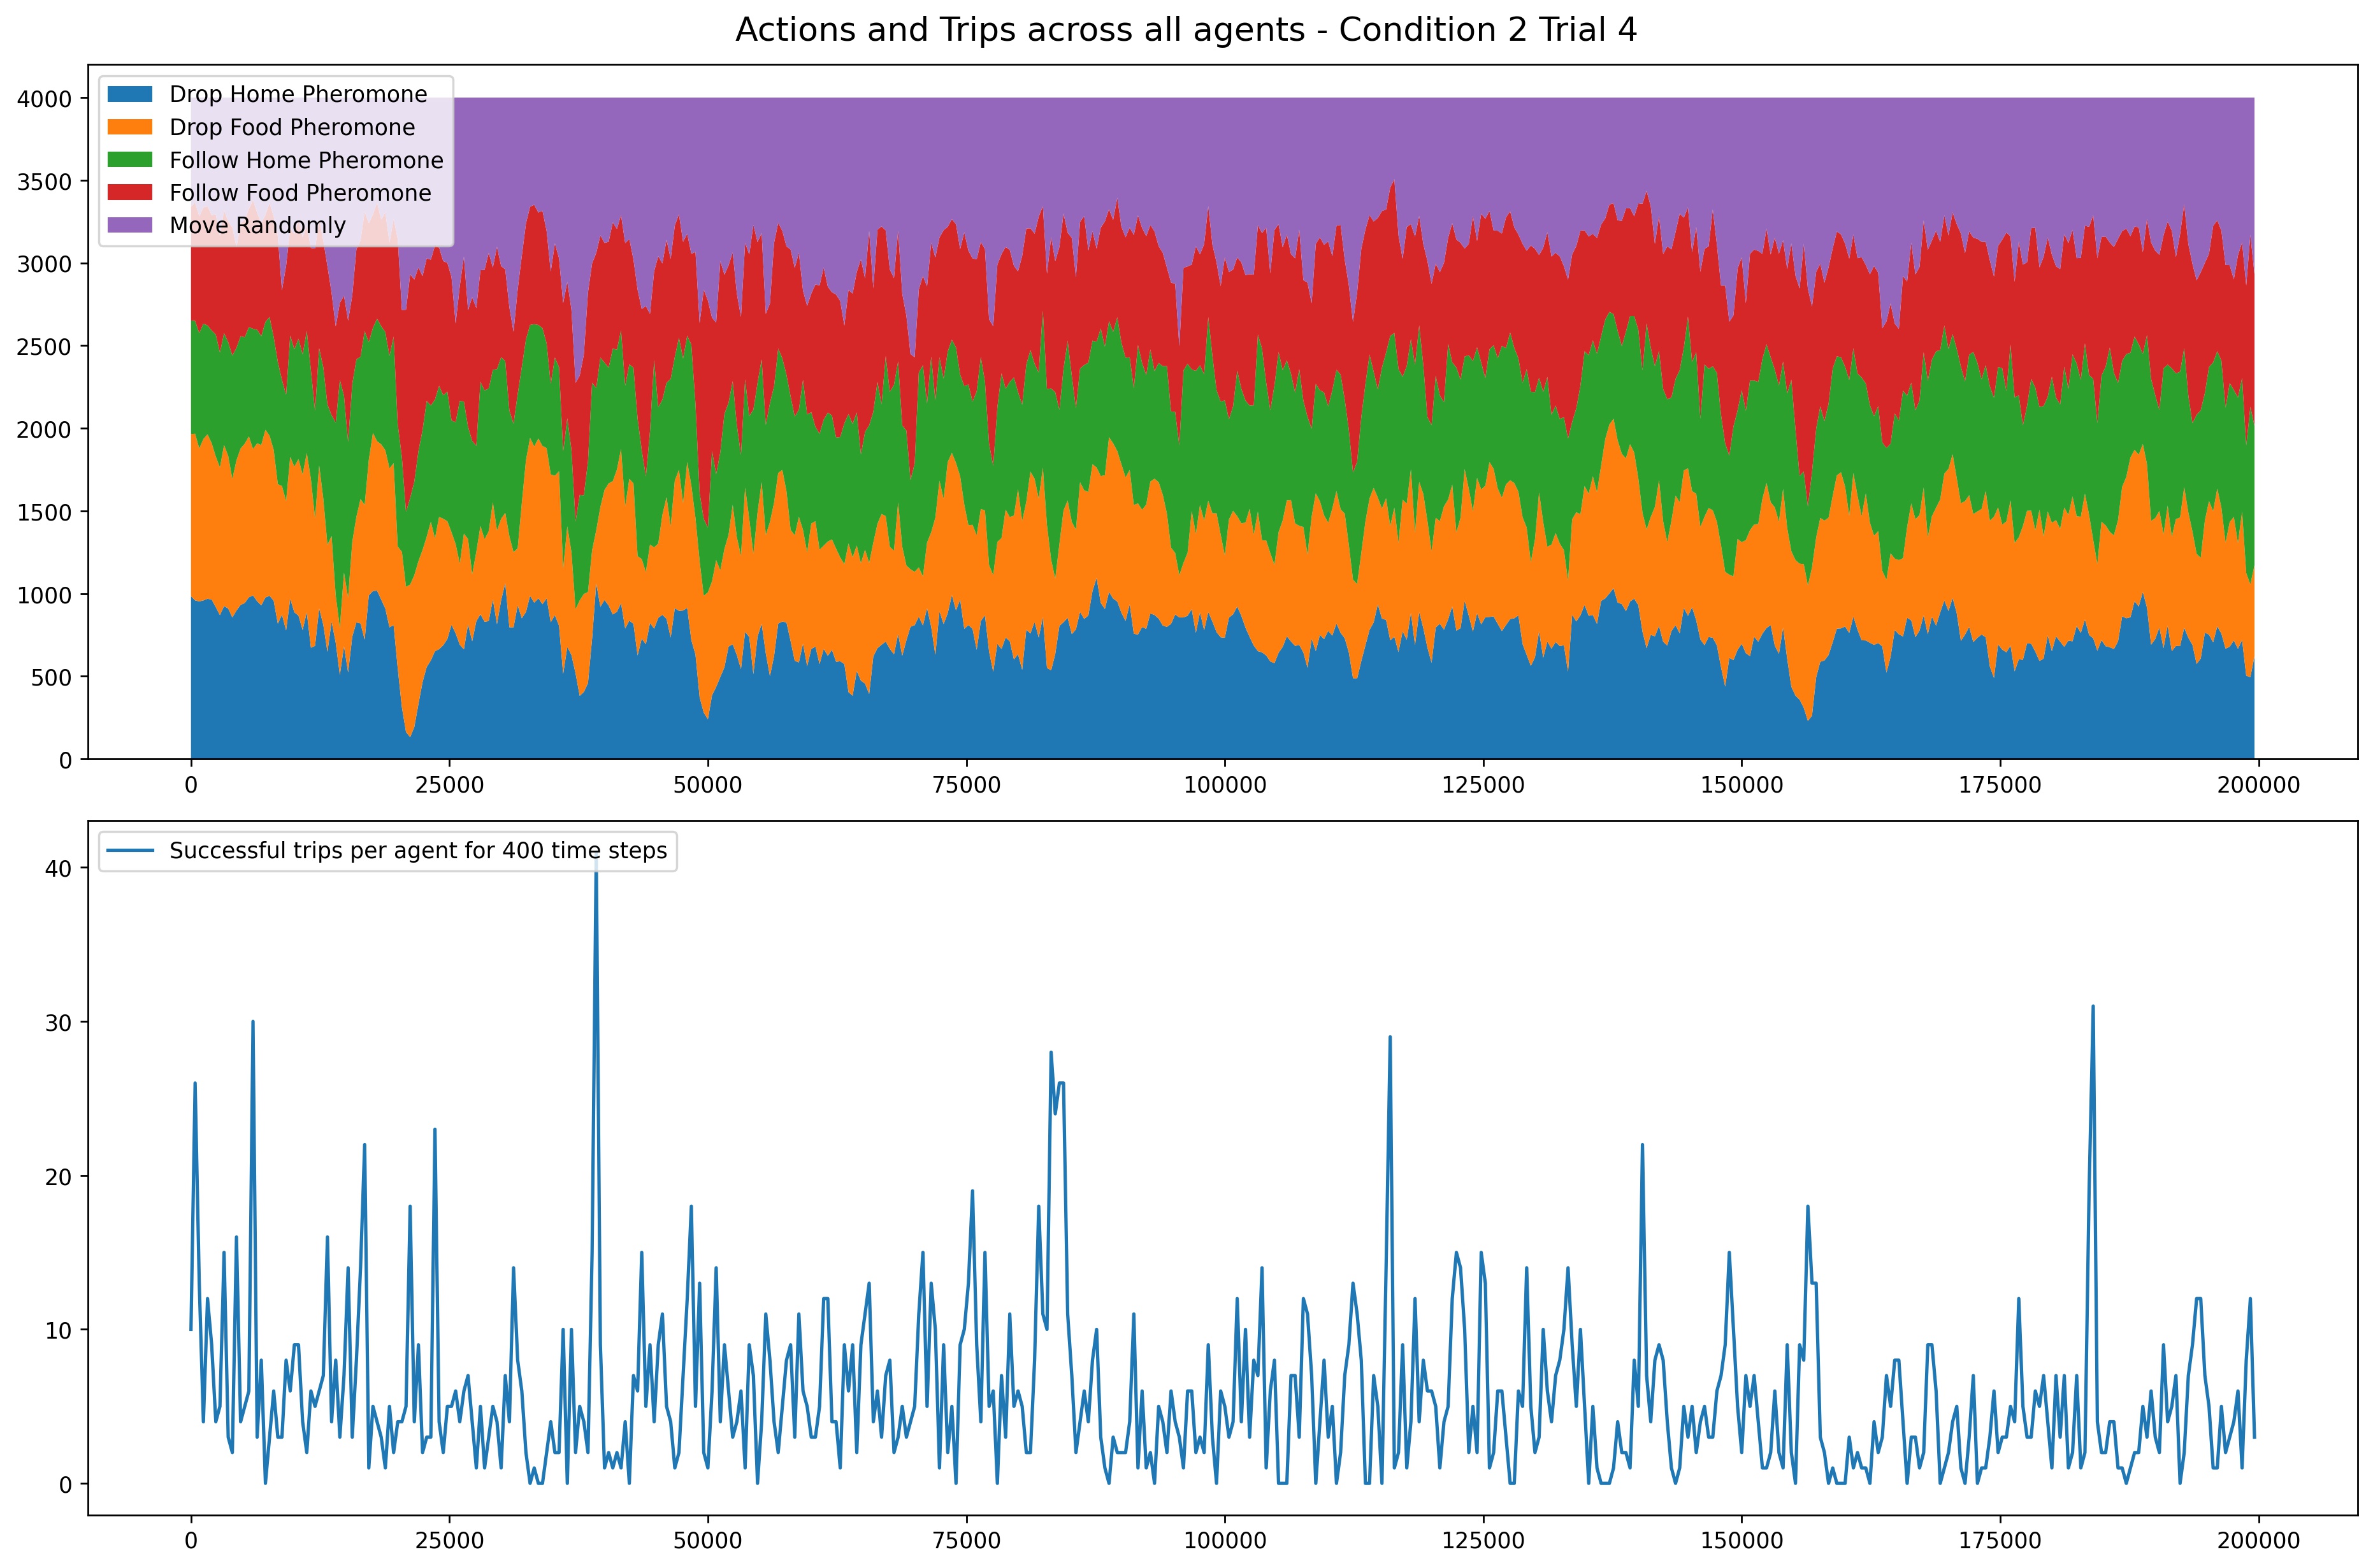 Actions and Trips across all agents - Condition 2 Trial 4
4000
3500
3000
2500
2000
1500
1000
500
0
Drop Home Pheromone
Drop Food Pheromone
Follow Home Pheromone
Follow Food Pheromone
Move Randomly
0 25000 50000 75000 100000 125000 150000 175000 200000
40
30
20
10
0
Successful trips per agent for 400 time steps
0 25000 50000 75000 100000 125000 150000 175000 200000